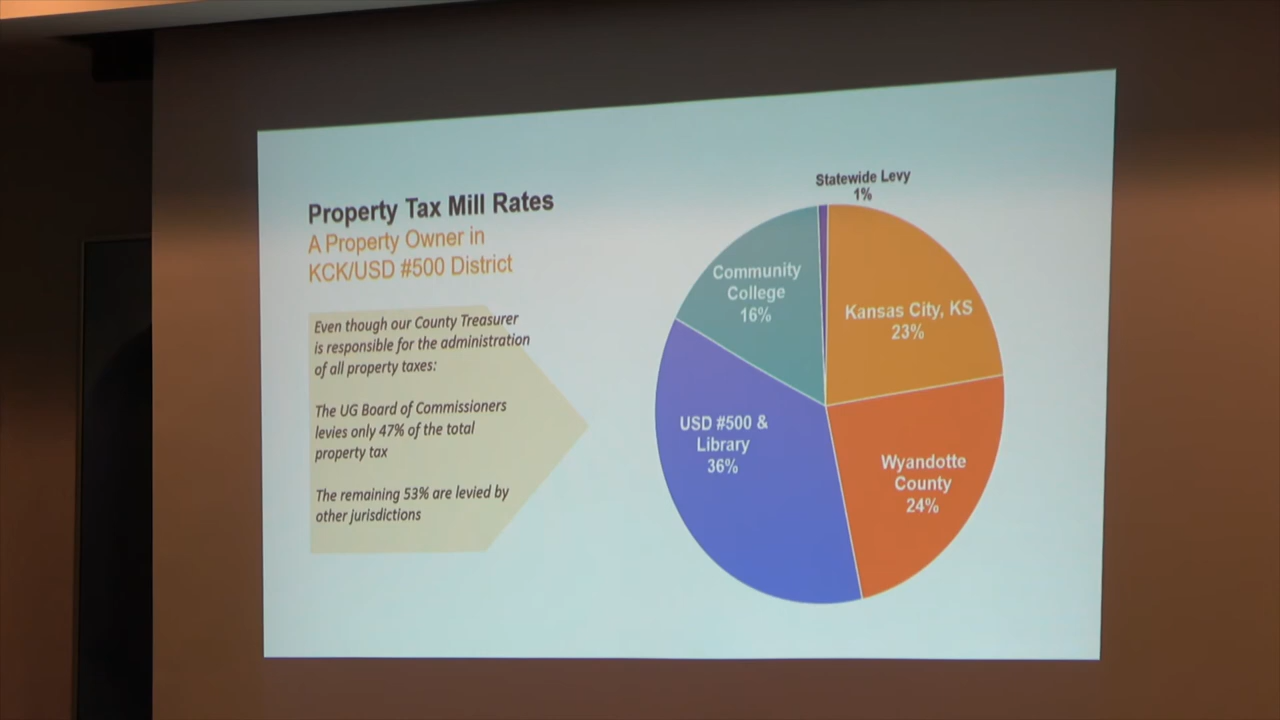 Property Tax Mill Rates
A Property Owner in
KCK/USD #500 District
Even though our County Treasurer
is responsible for the administration
of all property taxes:
The UG Board of Commissioners
levies only 47% of the total
property tax
The remaining 53% are levied by
other jurisdictions
Statewide Levy
1%
Community
College
16%
Kansas City, KS
23%
USD #500 &
Library
36%
Wyandotte
County
24%